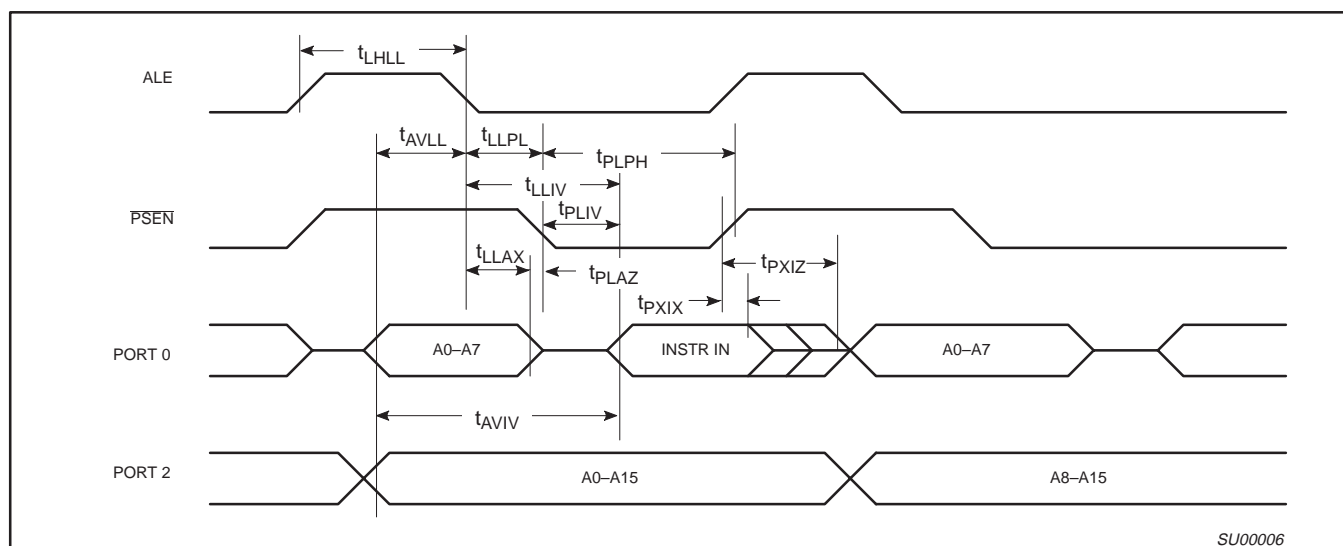 tLHLL
ALE
tAVLL tLLPL tPLPH
tLLIV
PSEN tPLIV
tLLAX tPLAZ tPXIZ
tPXIX
PORT 0 A0–A7 INSTR IN A0–A7
tAVIV
PORT 2 A0–A15 A8–A15
SU00006